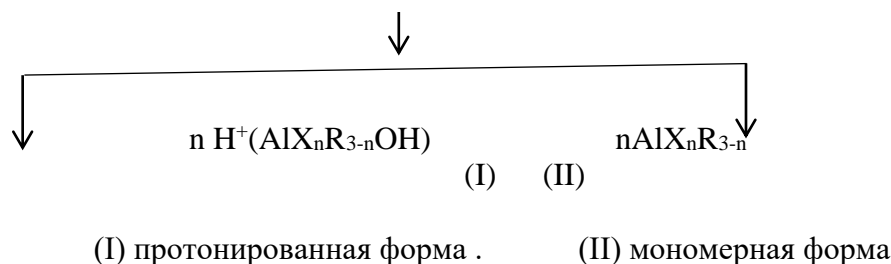 n H⁺(AlXₙR₃₋ₙOH) nAlXₙR₃₋ₙ
(I) (II)
(I) протонированная форма . (II) мономерная форма